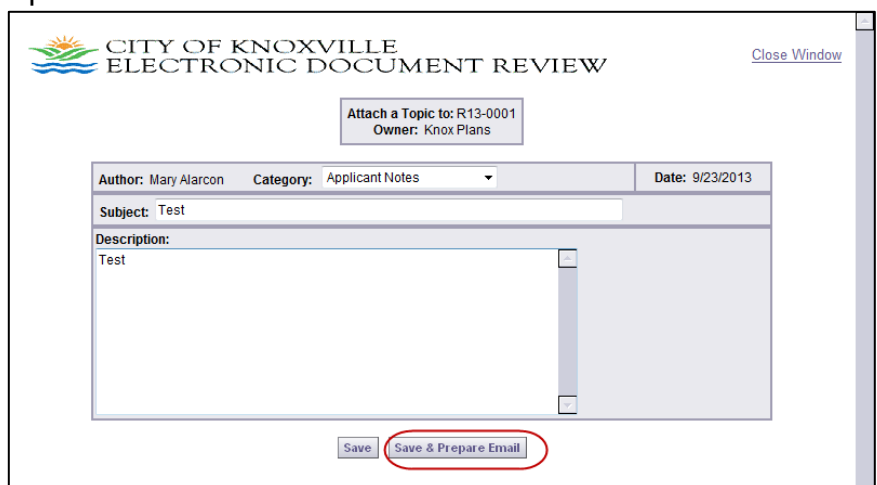 CITY OF KNOXVILLE
ELECTRONIC DOCUMENT REVIEW
Close Window
Attach a Topic to: R13-0001
Owner: Knox Plans
Author: Mary Alarcon Category: Applicant Notes Date: 9/23/2013
Subject: Test
Description:
Test
Save Save & Prepare Email